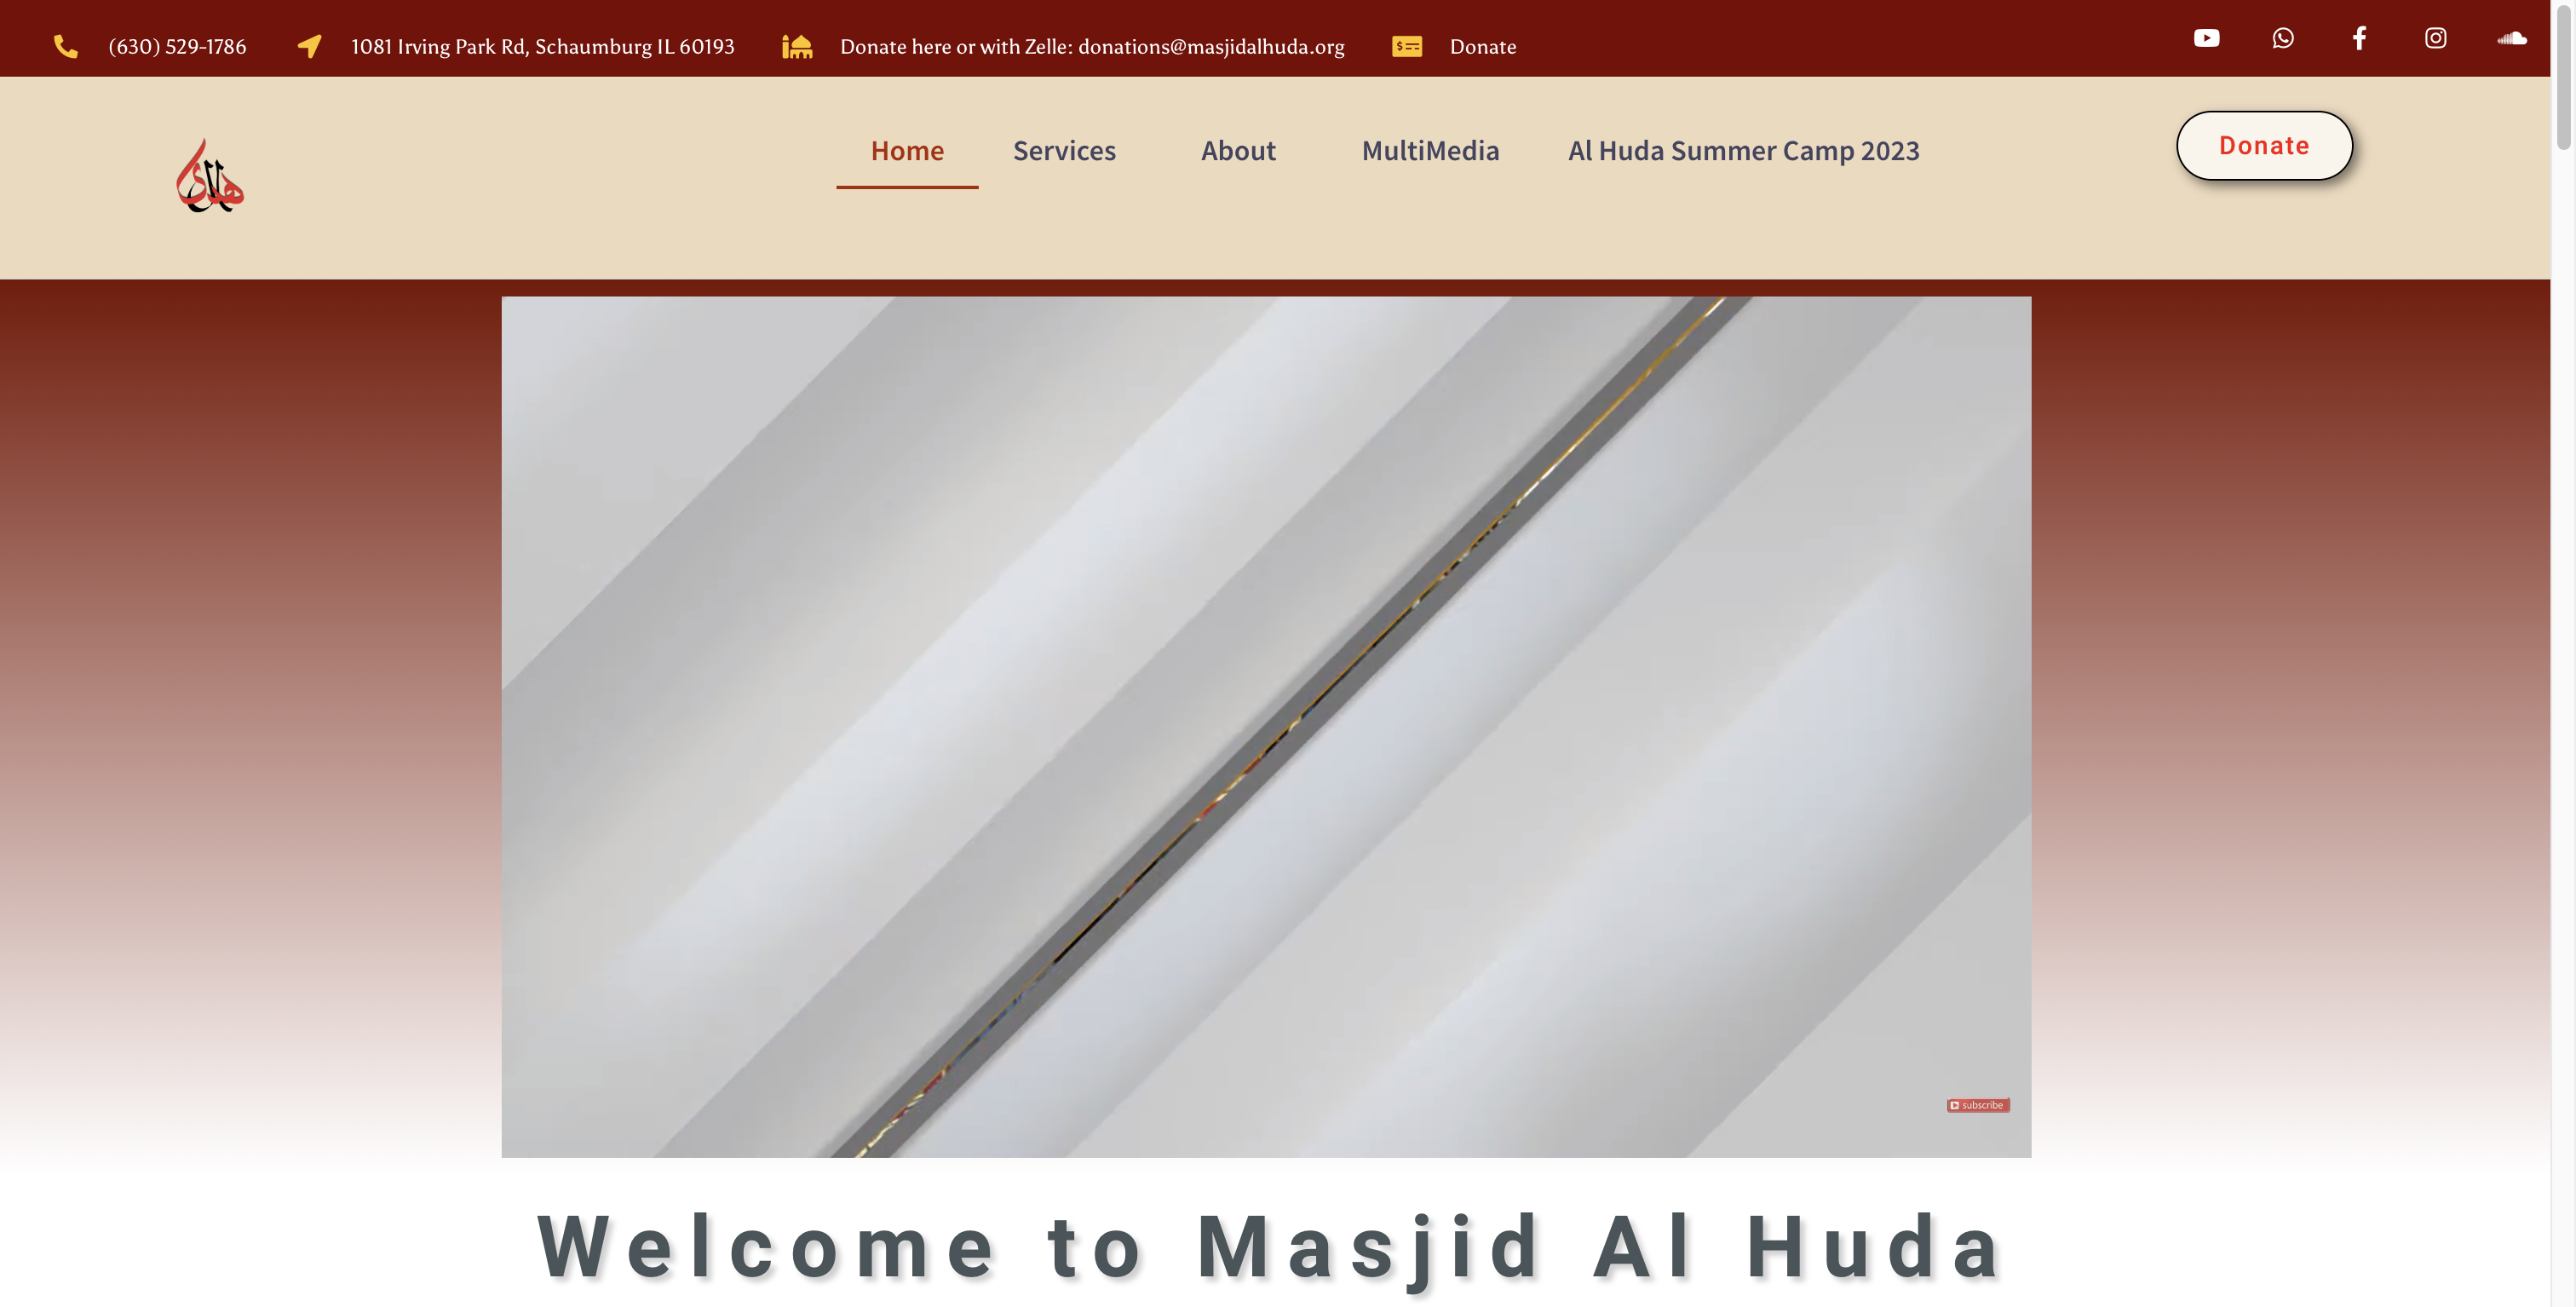 (630) 529-1786
1081 Irving Park Rd, Schaumburg IL 60193
Donate here or with Zelle: donations@masjidalhuda.org
Donate
الهدى
Home
Services
About
MultiMedia
Al Huda Summer Camp 2023
Donate
subscribe
Welcome to Masjid Al Huda